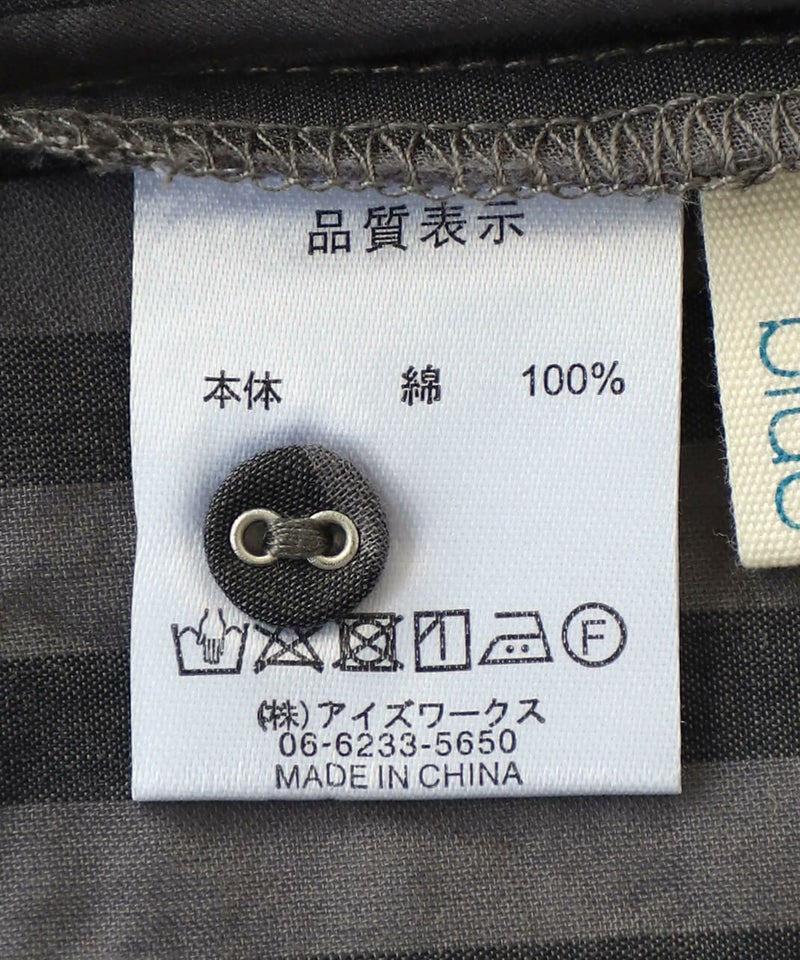 品質表示
本体 綿 100%
F
(株)アイズワークス
06-6233-5650
MADE IN CHINA